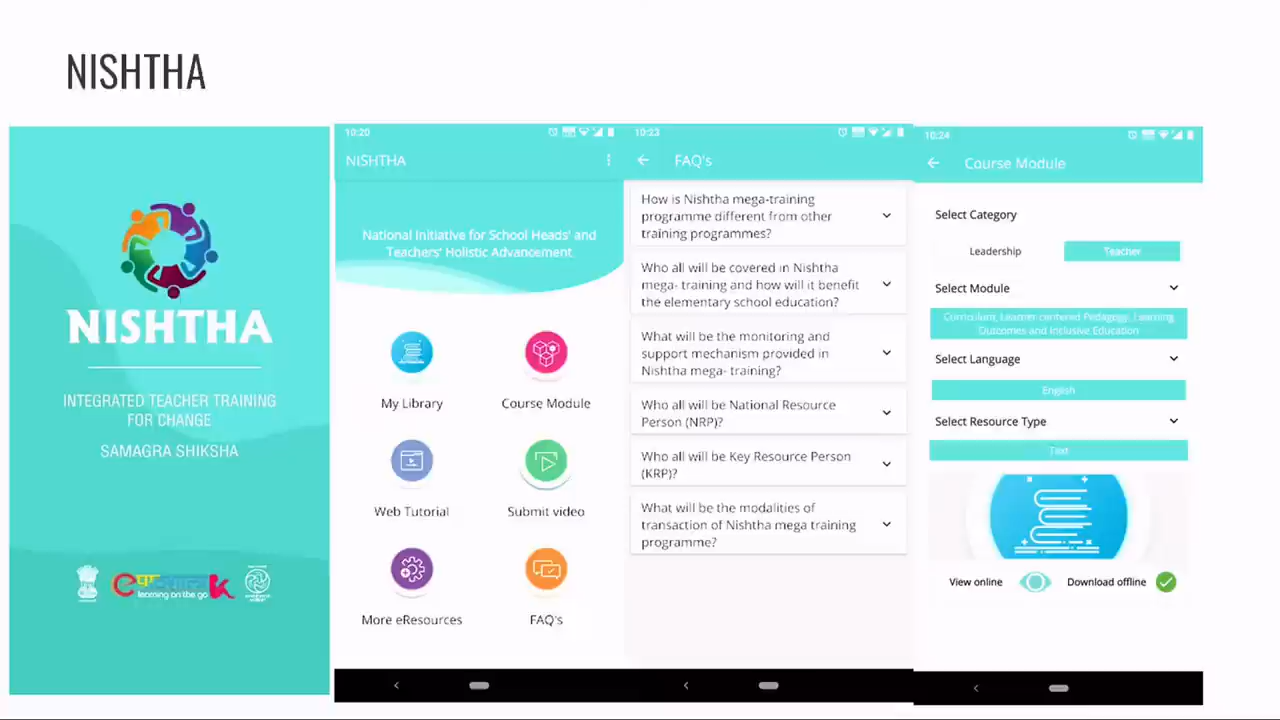 NISHTHA
NISHTHA
INTEGRATED TEACHER TRAINING
FOR CHANGE
SAMAGRA SHIKSHA
learning on the go
10:20
NISHTHA
National Initiative for School Heads' and
Teachers' Holistic Advancement
My Library
Course Module
Web Tutorial
Submit video
More eResources
FAQ's
10:23
FAQ's
How is Nishtha mega-training
programme different from other
training programmes?
Who all will be covered in Nishtha
mega- training and how will it benefit
the elementary school education?
What will be the monitoring and
support mechanism provided in
Nishtha mega- training?
Who all will be National Resource
Person (NRP)?
Who all will be Key Resource Person
(KRP)?
What will be the modalities of
transaction of Nishtha mega training
programme?
10:24
Course Module
Select Category
Leadership
Teacher
Select Module
Curriculum, Learner-centered Pedagogy, Learning
Outcomes and Inclusive Education
Select Language
English
Select Resource Type
Text
View online
Download offline